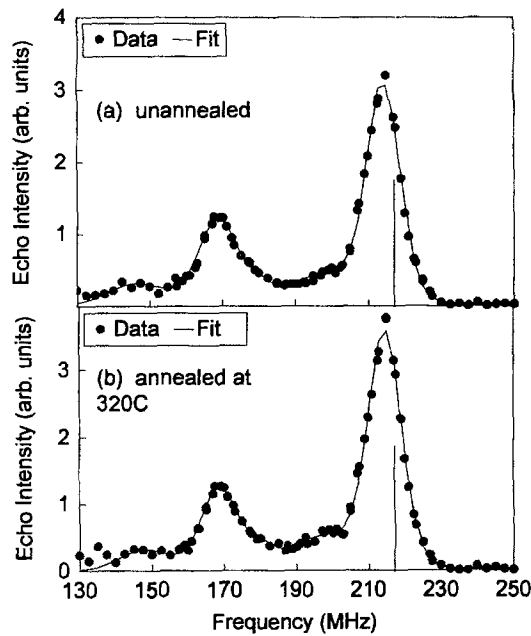 4
● Data — Fit
(a) unannealed
3
2
1
Echo Intensity (arb. units)
● Data — Fit
(b) annealed at
320C
3
2
1
0
Echo Intensity (arb. units)
130 150 170 190 210 230 250
Frequency (MHz)